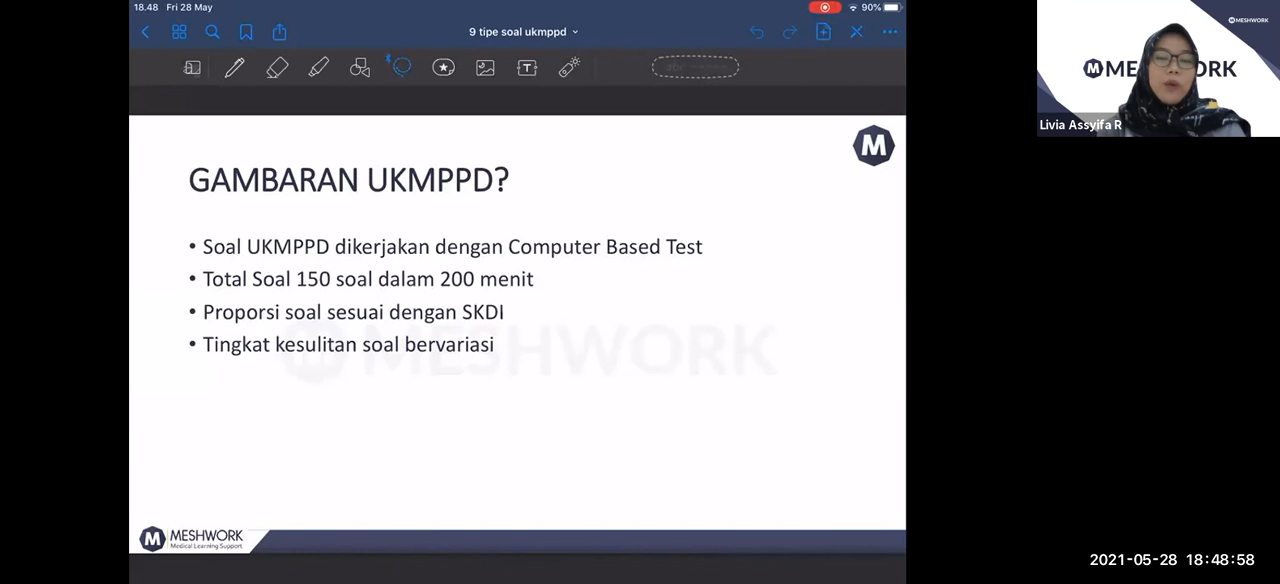 18.48 Fri 28 May
90%
9 tipe soal ukmppd
M
GAMBARAN UKMPPD?
• Soal UKMPPD dikerjakan dengan Computer Based Test
• Total Soal 150 soal dalam 200 menit
• Proporsi soal sesuai dengan SKDI
• Tingkat kesulitan soal bervariasi
MESHWORK
M MESHWORK
Medical Learning Support
MESHWORK
M ME RK
Livia Assyifa R
2021-05-28 18:48:58